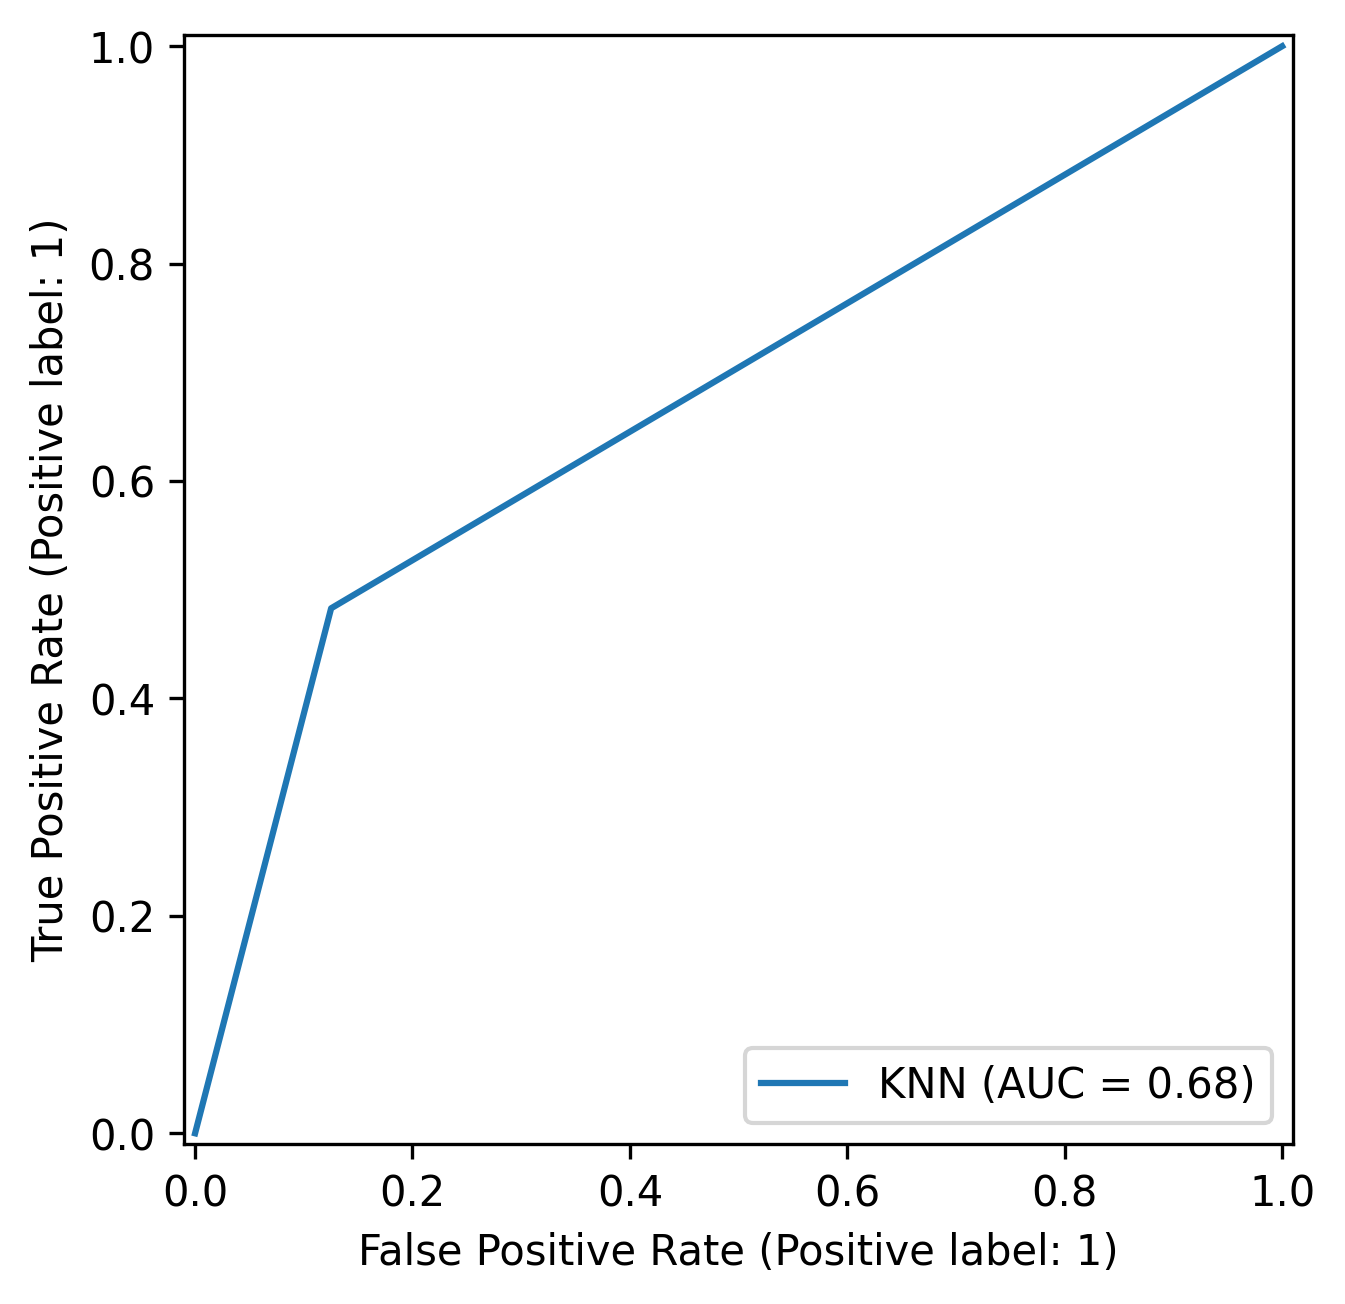 True Positive Rate (Positive label: 1)
1.0
0.8
0.6
0.4
0.2
0.0
KNN (AUC = 0.68)
0.0 0.2 0.4 0.6 0.8 1.0
False Positive Rate (Positive label: 1)